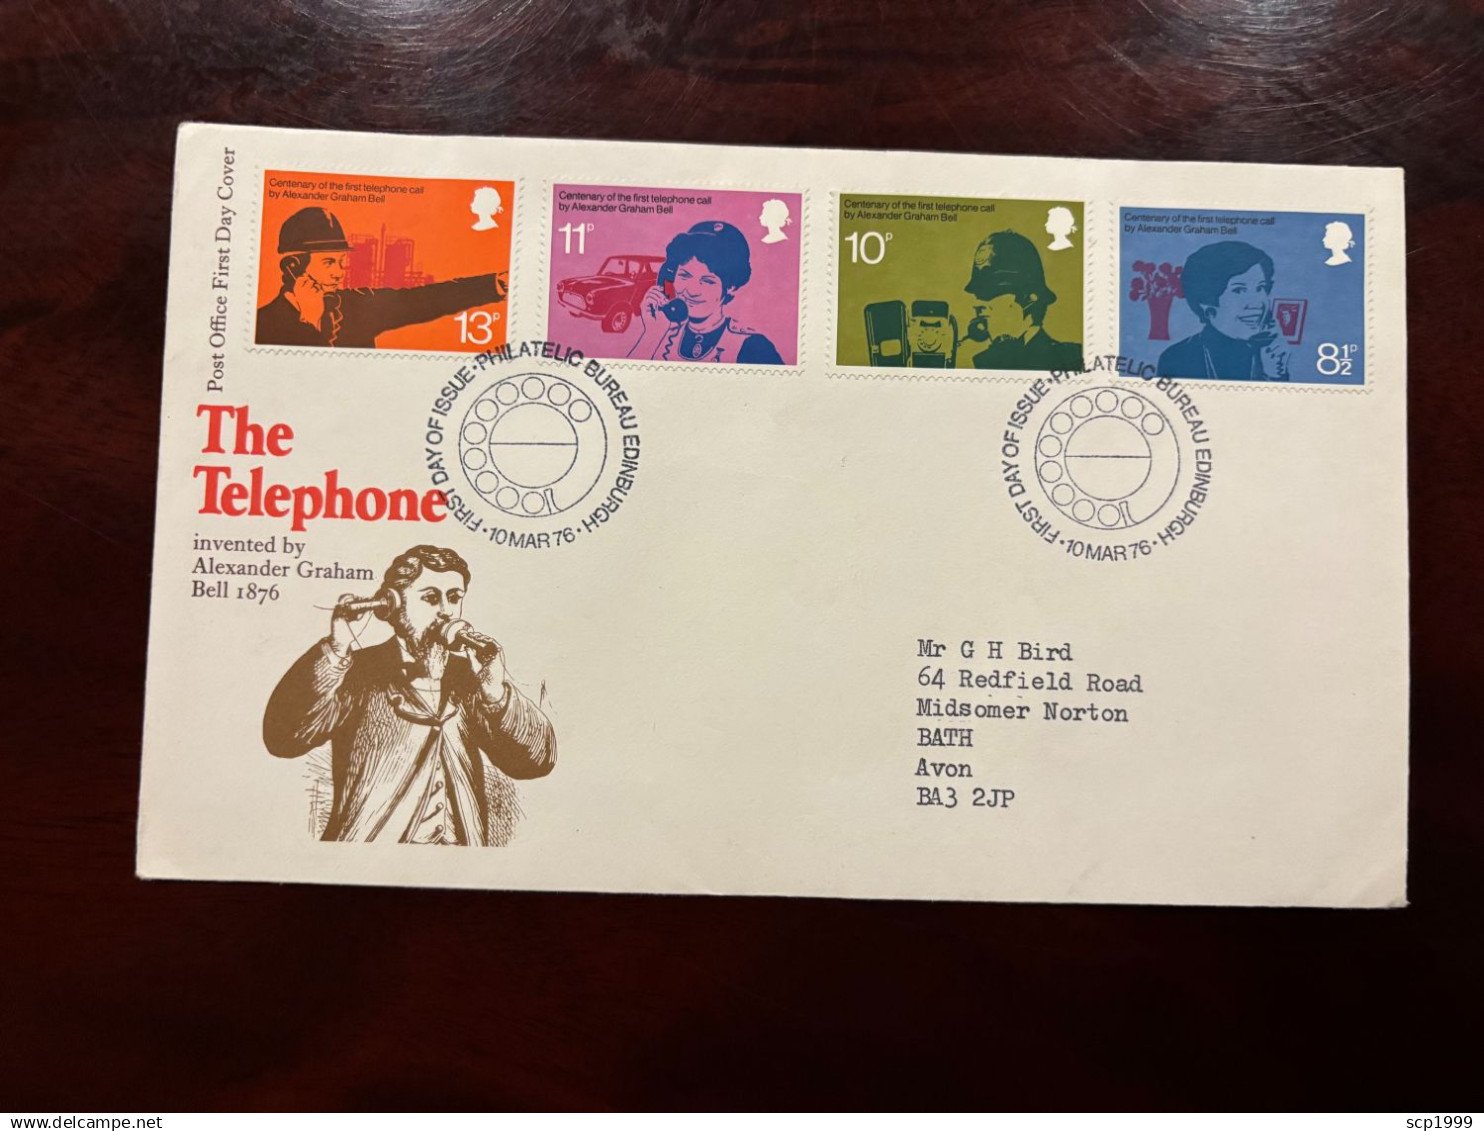 Post Office First Day Cover
Centenary of the first telephone call
by Alexander Graham Bell
13p
Centenary of the first telephone call
by Alexander Graham Bell
11p
Centenary of the first telephone call
by Alexander Graham Bell
10p
Centenary of the first telephone call
by Alexander Graham Bell
8½p
The
Telephone
invented by
Alexander Graham
Bell 1876
FIRST DAY OF ISSUE · PHILATELIC BUREAU EDINBURGH · 10 MAR 76 ·
FIRST DAY OF ISSUE · PHILATELIC BUREAU EDINBURGH · 10 MAR 76 ·
Mr G H Bird
64 Redfield Road
Midsomer Norton
BATH
Avon
BA3 2JP
scp1999